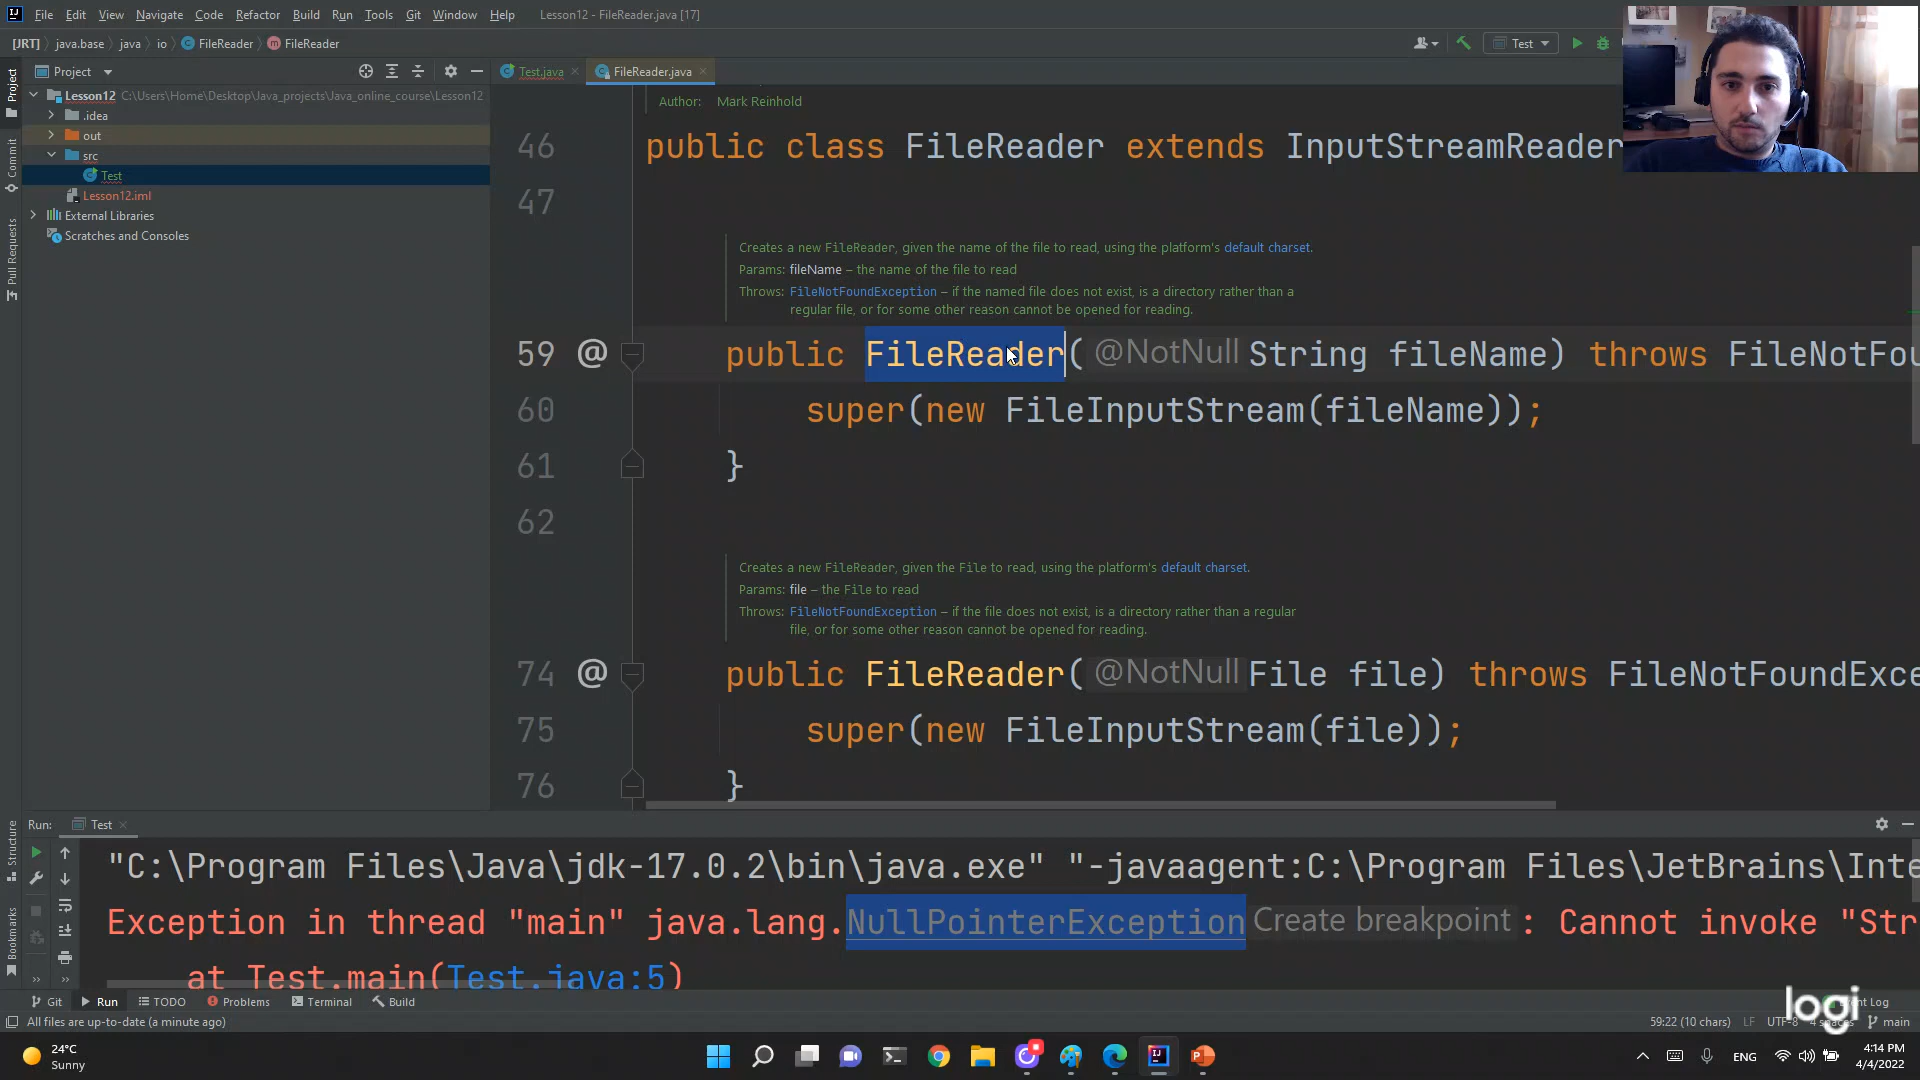 File Edit View Navigate Code Refactor Build Run Tools Git Window Help Lesson12 - FileReader.java [17]
[JRT] java.base java io FileReader FileReader
Test
Project
Test.java
FileReader.java
Lesson12 C:\Users\Home\Desktop\Java_projects\Java_online_course\Lesson12
.idea
out
src
Test
Lesson12.iml
External Libraries
Scratches and Consoles
Project
Commit
Pull Requests
Structure
Bookmarks
Author: Mark Reinhold
46 public class FileReader extends InputStreamReader
47
Creates a new FileReader, given the name of the file to read, using the platform's default charset.
Params: fileName – the name of the file to read
Throws: FileNotFoundException – if the named file does not exist, is a directory rather than a
regular file, or for some other reason cannot be opened for reading.
59 @ public FileReader( @NotNull String fileName) throws FileNotFou
60 super(new FileInputStream(fileName));
61 }
62
Creates a new FileReader, given the File to read, using the platform's default charset.
Params: file – the File to read
Throws: FileNotFoundException – if the file does not exist, is a directory rather than a regular
file, or for some other reason cannot be opened for reading.
74 @ public FileReader( @NotNull File file) throws FileNotFoundExce
75 super(new FileInputStream(file));
76 }
Run: Test
"C:\Program Files\Java\jdk-17.0.2\bin\java.exe" "-javaagent:C:\Program Files\JetBrains\Inte
Exception in thread "main" java.lang.NullPointerException Create breakpoint : Cannot invoke "Str
at Test.main(Test.java:5)
Git Run TODO Problems Terminal Build Event Log
All files are up-to-date (a minute ago) 59:22 (10 chars) LF UTF-8 4 spaces main
logi
24°C
Sunny
ENG
4:14 PM
4/4/2022